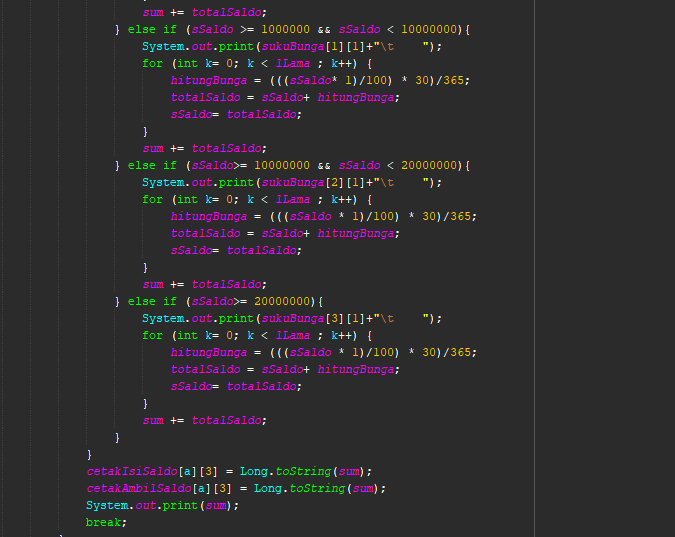 sum += totalSaldo;
} else if (sSaldo >= 1000000 && sSaldo < 10000000){
System.out.print(sukuBunga[1][1]+"\t    ");
for (int k= 0; k < lLama ; k++) {
hitungBunga = (((sSaldo* 1)/100) * 30)/365;
totalSaldo = sSaldo+ hitungBunga;
sSaldo= totalSaldo;
}
sum += totalSaldo;
} else if (sSaldo>= 10000000 && sSaldo < 20000000){
System.out.print(sukuBunga[2][1]+"\t    ");
for (int k= 0; k < lLama ; k++) {
hitungBunga = (((sSaldo * 1)/100) * 30)/365;
totalSaldo = sSaldo+ hitungBunga;
sSaldo= totalSaldo;
}
sum += totalSaldo;
} else if (sSaldo>= 20000000){
System.out.print(sukuBunga[3][1]+"\t    ");
for (int k= 0; k < lLama ; k++) {
hitungBunga = (((sSaldo * 1)/100) * 30)/365;
totalSaldo = sSaldo+ hitungBunga;
sSaldo= totalSaldo;
}
sum += totalSaldo;
}
}
cetakIsiSaldo[a][3] = Long.toString(sum);
cetakAmbilSaldo[a][3] = Long.toString(sum);
System.out.print(sum);
break;